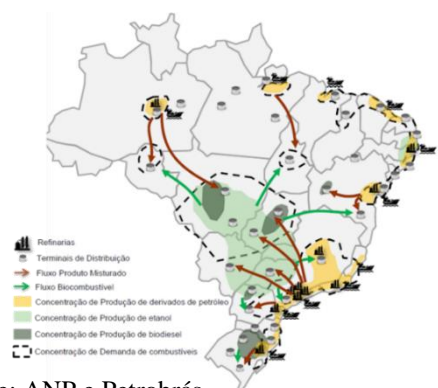 Refinarias
Terminais de Distribuição
Fluxo Produto Misturado
Fluxo Biocombustível
Concentração de Produção de derivados de petróleo
Concentração de Produção de etanol
Concentração de Produção de biodiesel
Concentração de Demanda de combustíveis
ANP e Petrobrás